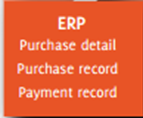 ERP
Purchase detail
Purchase record
Payment record